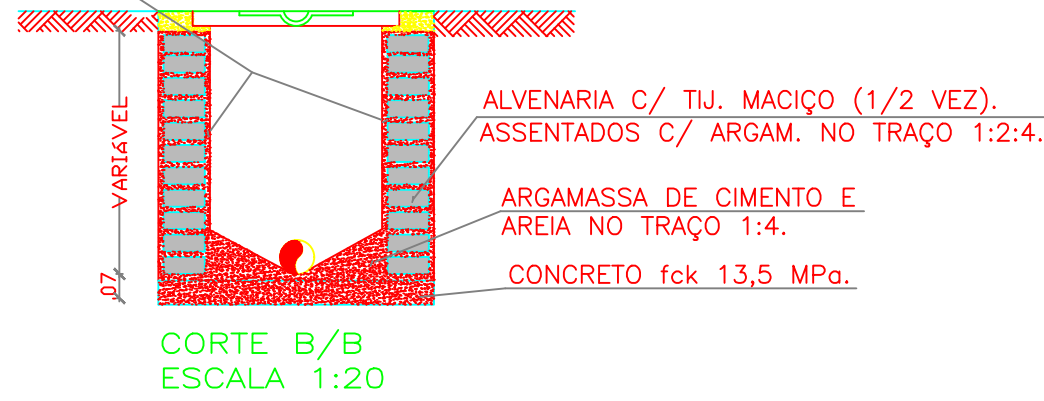 ALVENARIA C/ TIJ. MACIÇO (1/2 VEZ).
ASSENTADOS C/ ARGAM. NO TRAÇO 1:2:4.
VARIÁVEL
ARGAMASSA DE CIMENTO E
AREIA NO TRAÇO 1:4.
CONCRETO fck 13,5 MPa.
,07
CORTE B/B
ESCALA 1:20